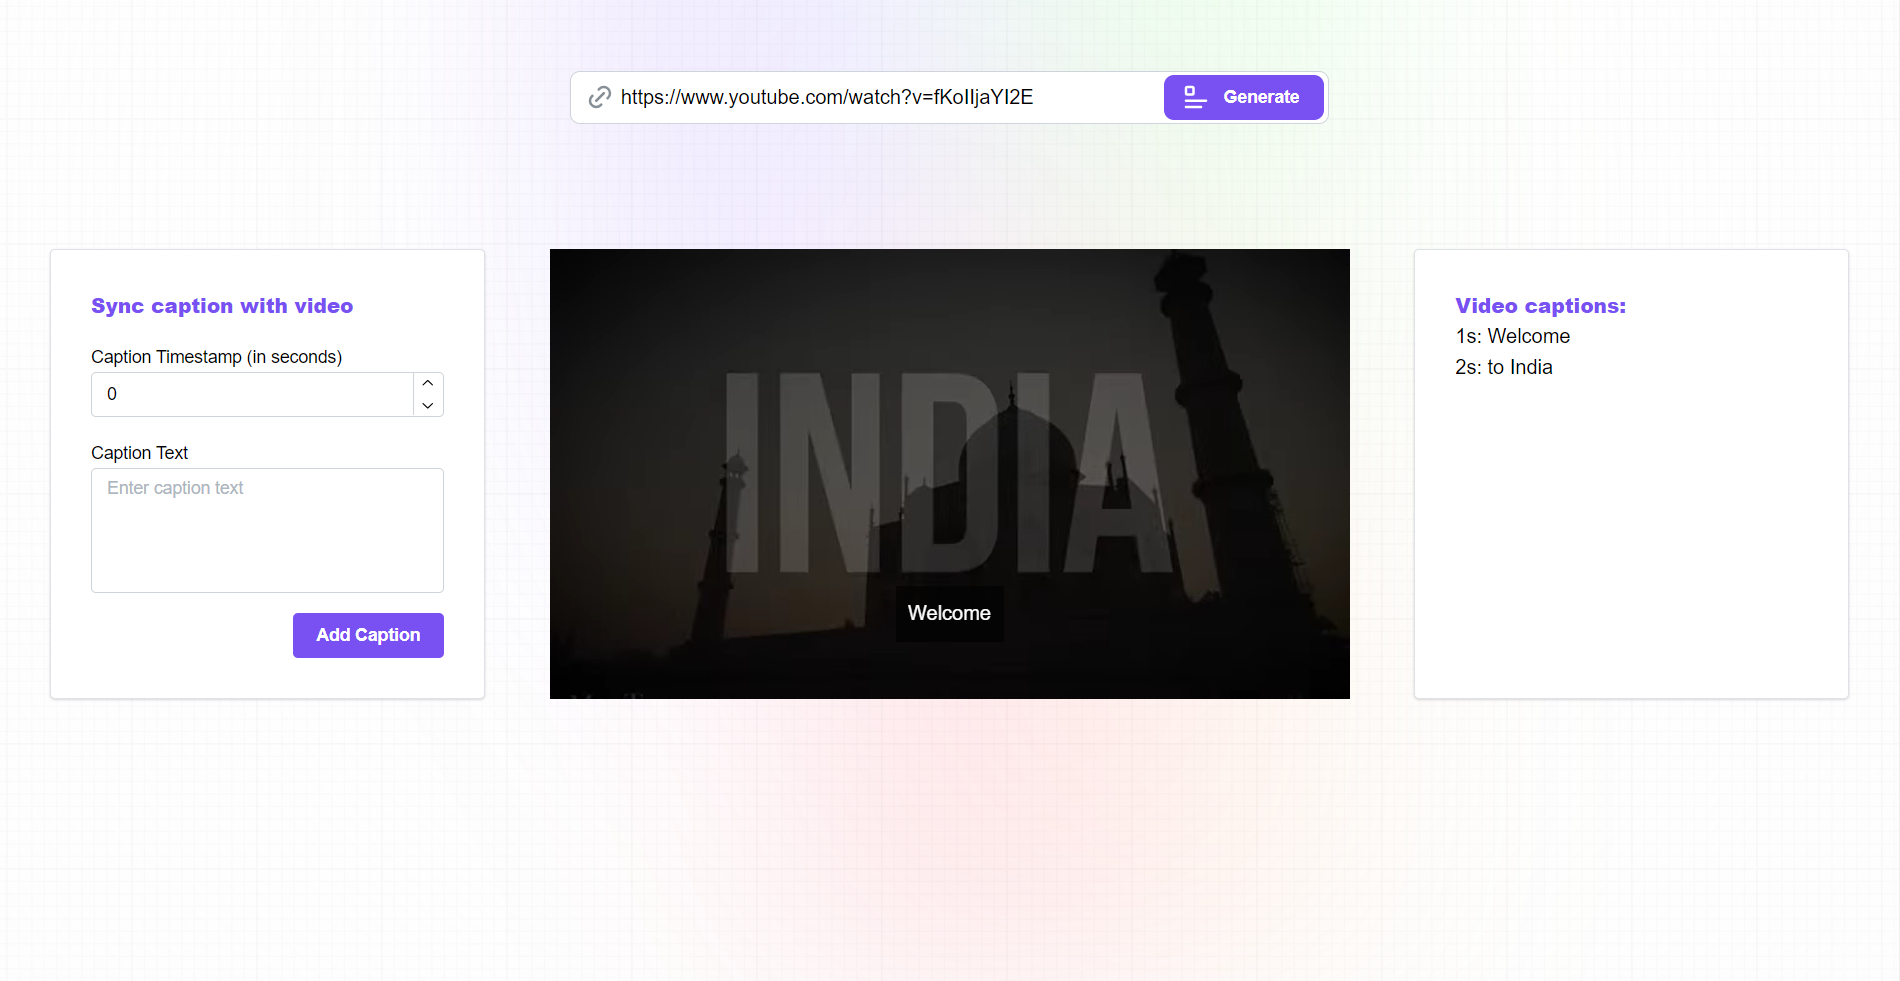 https://www.youtube.com/watch?v=fKoIIjaYI2E
Generate
Sync caption with video
Caption Timestamp (in seconds)
0
Caption Text
Enter caption text
Add Caption
INDIA
Welcome
Video captions:
1s: Welcome
2s: to India